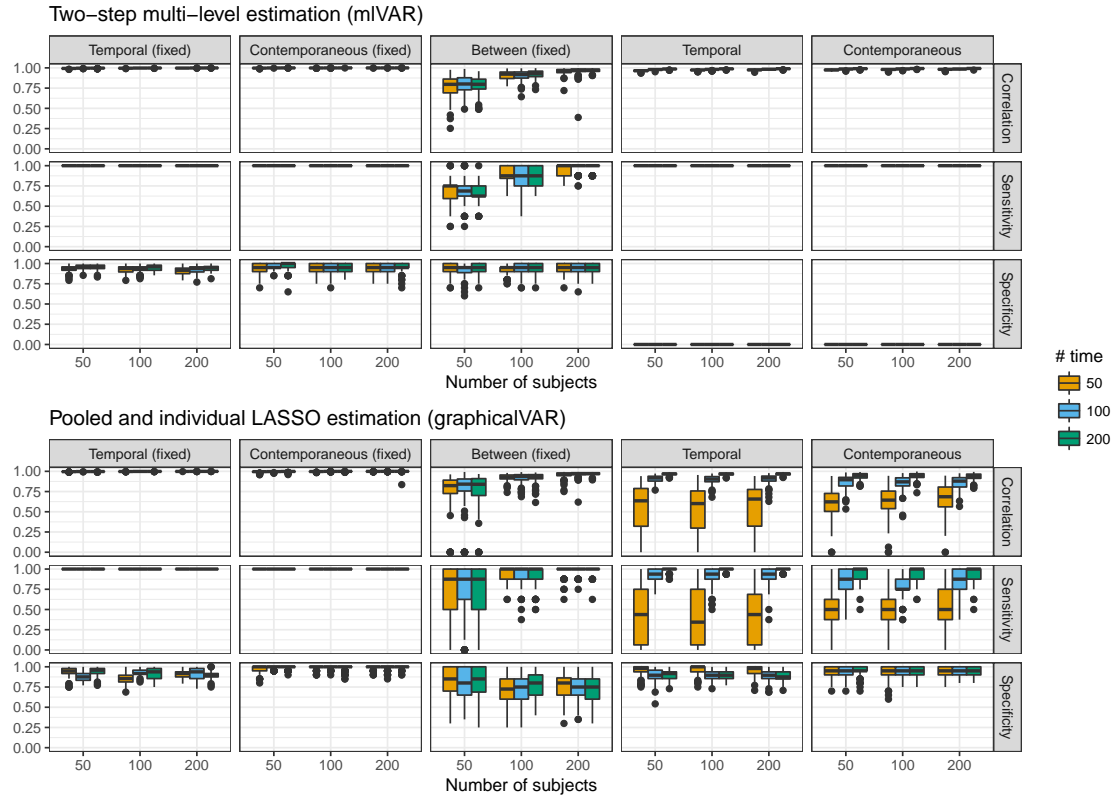 Two−step multi−level estimation (mlVAR)
Temporal (fixed) Contemporaneous (fixed) Between (fixed) Temporal Contemporaneous
1.00
0.75
0.50
0.25
0.00
Correlation
1.00
0.75
0.50
0.25
0.00
Sensitivity
1.00
0.75
0.50
0.25
0.00
Specificity
50 100 200 50 100 200 50 100 200 50 100 200 50 100 200
Number of subjects
# time
50
100
200
Pooled and individual LASSO estimation (graphicalVAR)
Temporal (fixed) Contemporaneous (fixed) Between (fixed) Temporal Contemporaneous
1.00
0.75
0.50
0.25
0.00
Correlation
1.00
0.75
0.50
0.25
0.00
Sensitivity
1.00
0.75
0.50
0.25
0.00
Specificity
50 100 200 50 100 200 50 100 200 50 100 200 50 100 200
Number of subjects